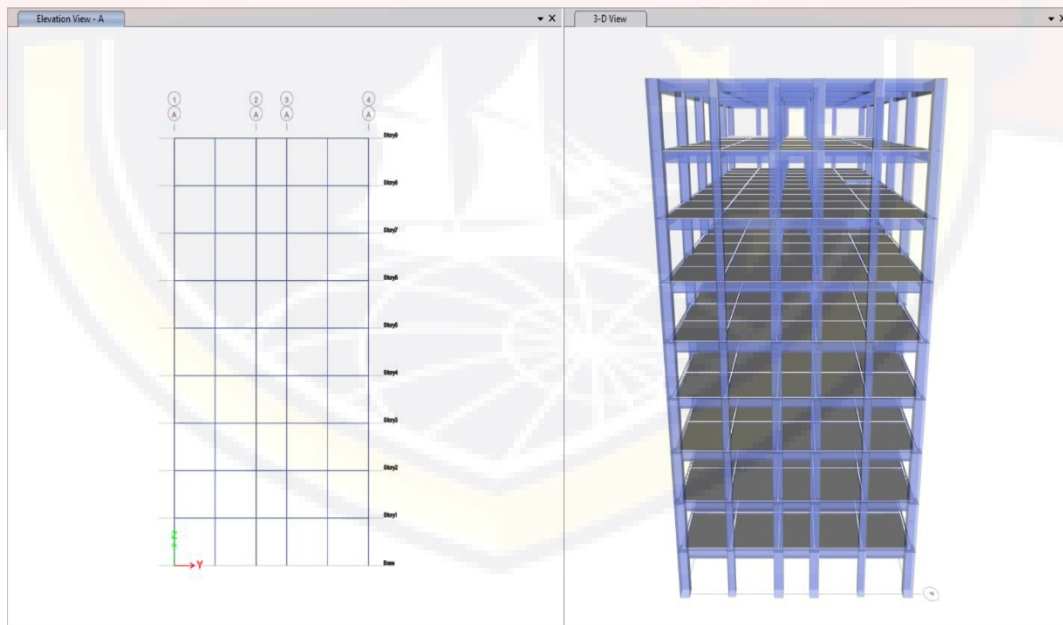 Elevation View - A
3-D View
1 2 3 4
A A A A
Story9
Story8
Story7
Story6
Story5
Story4
Story3
Story2
Story1
Base
Z
Y